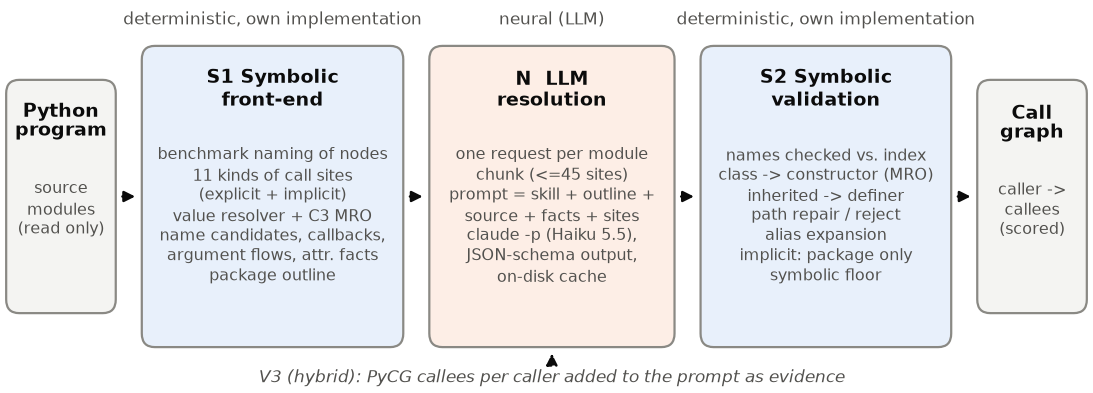 deterministic, own implementation
neural (LLM)
deterministic, own implementation
Python
program
source
modules
(read only)
S1 Symbolic
front-end
benchmark naming of nodes
11 kinds of call sites
(explicit + implicit)
value resolver + C3 MRO
name candidates, callbacks,
argument flows, attr. facts
package outline
N LLM
resolution
one request per module
chunk (<=45 sites)
prompt = skill + outline +
source + facts + sites
claude -p (Haiku 5.5),
JSON-schema output,
on-disk cache
S2 Symbolic
validation
names checked vs. index
class -> constructor (MRO)
inherited -> definer
path repair / reject
alias expansion
implicit: package only
symbolic floor
Call
graph
caller ->
callees
(scored)
V3 (hybrid): PyCG callees per caller added to the prompt as evidence